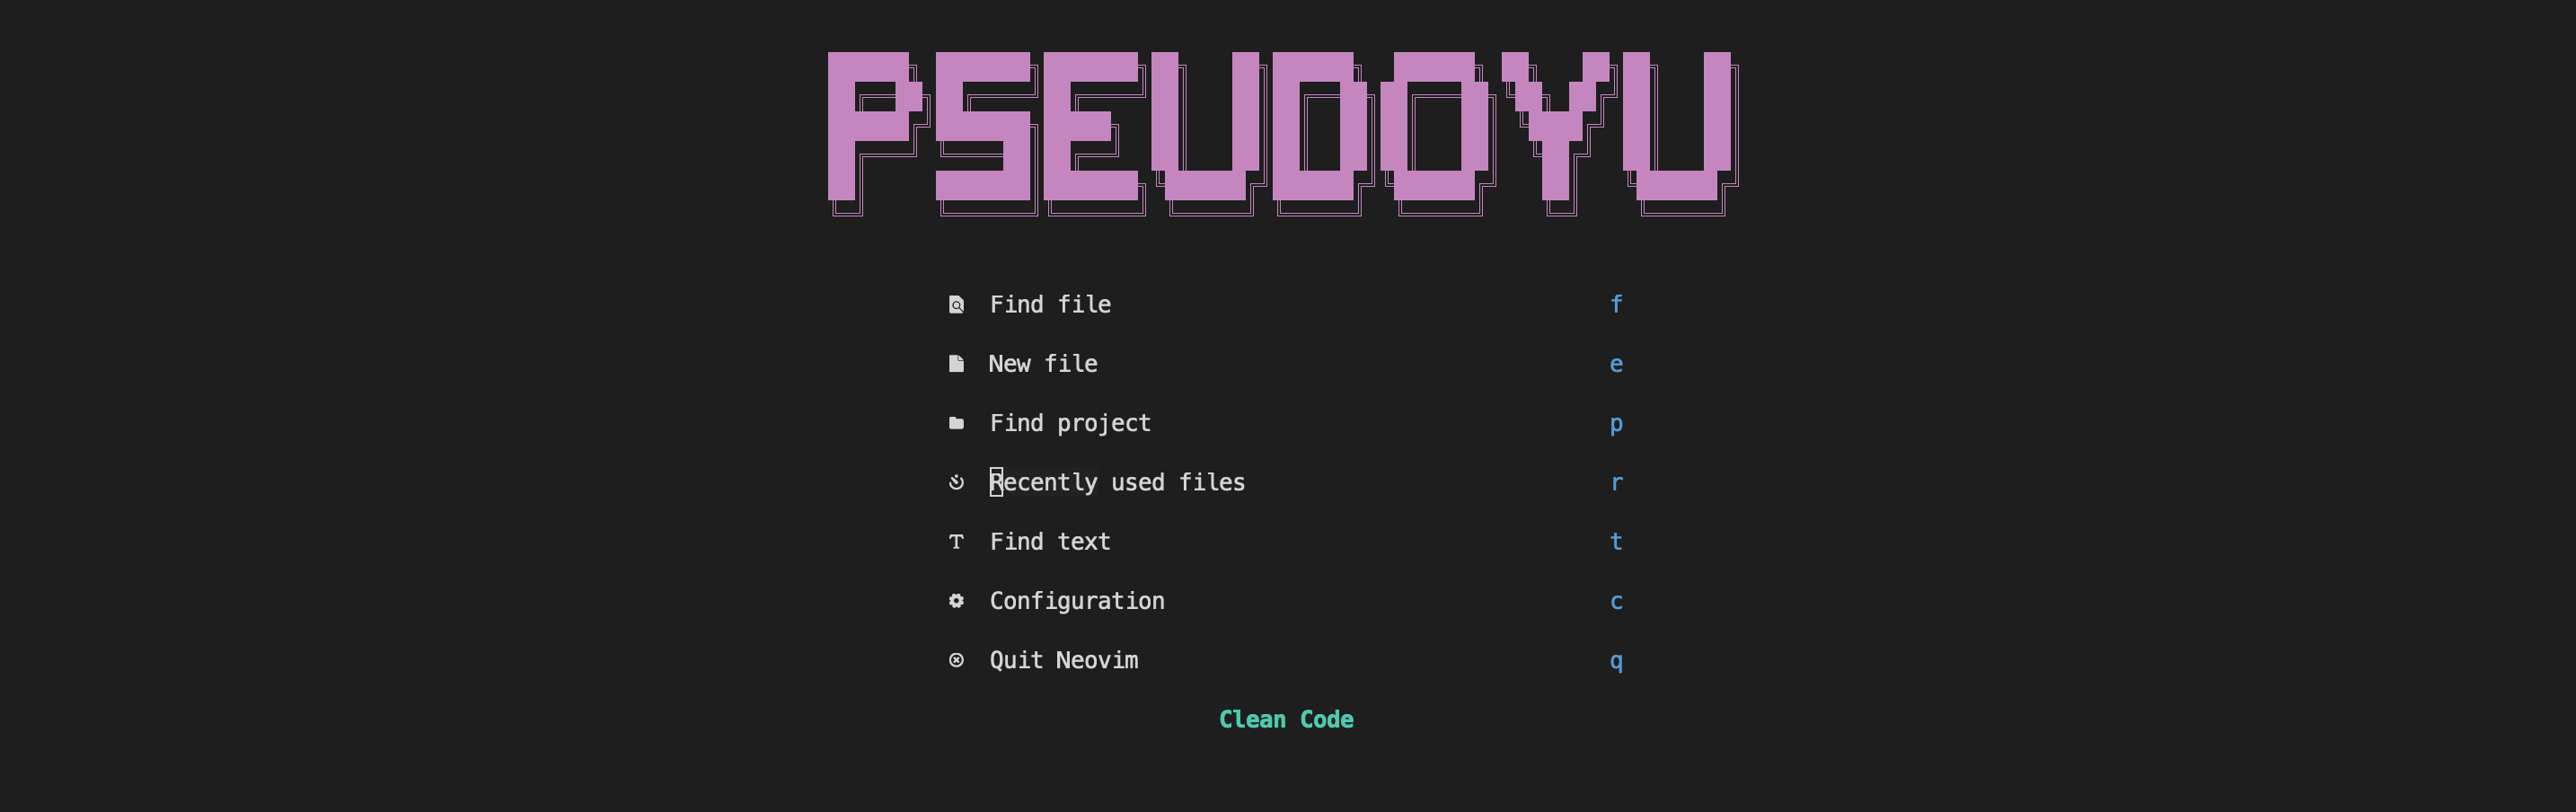 PSEUDOYU
Find file f
New file e
Find project p
Recently used files r
Find text t
Configuration c
Quit Neovim q
Clean Code